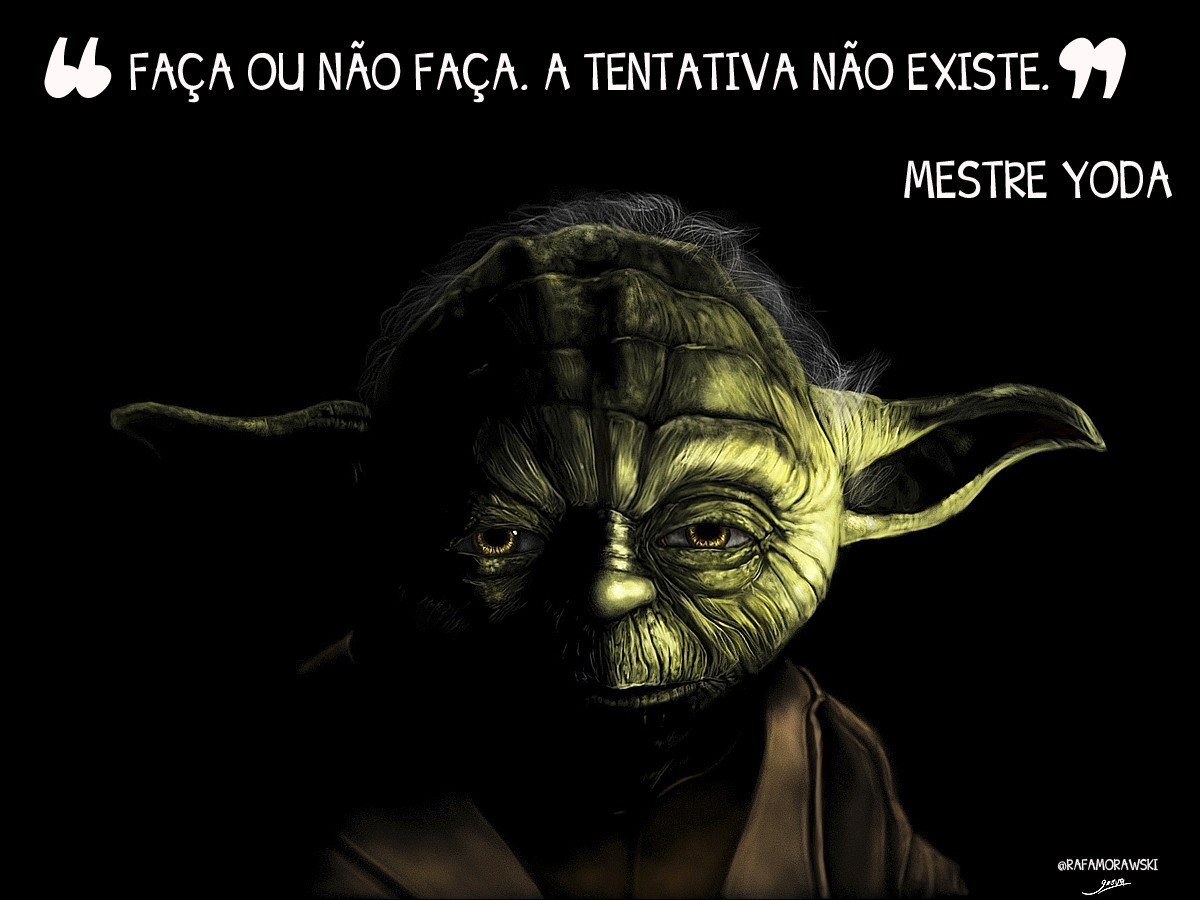 “FAÇA OU NÃO FAÇA. A TENTATIVA NÃO EXISTE.”
MESTRE YODA
@RAFAMORAWSKI